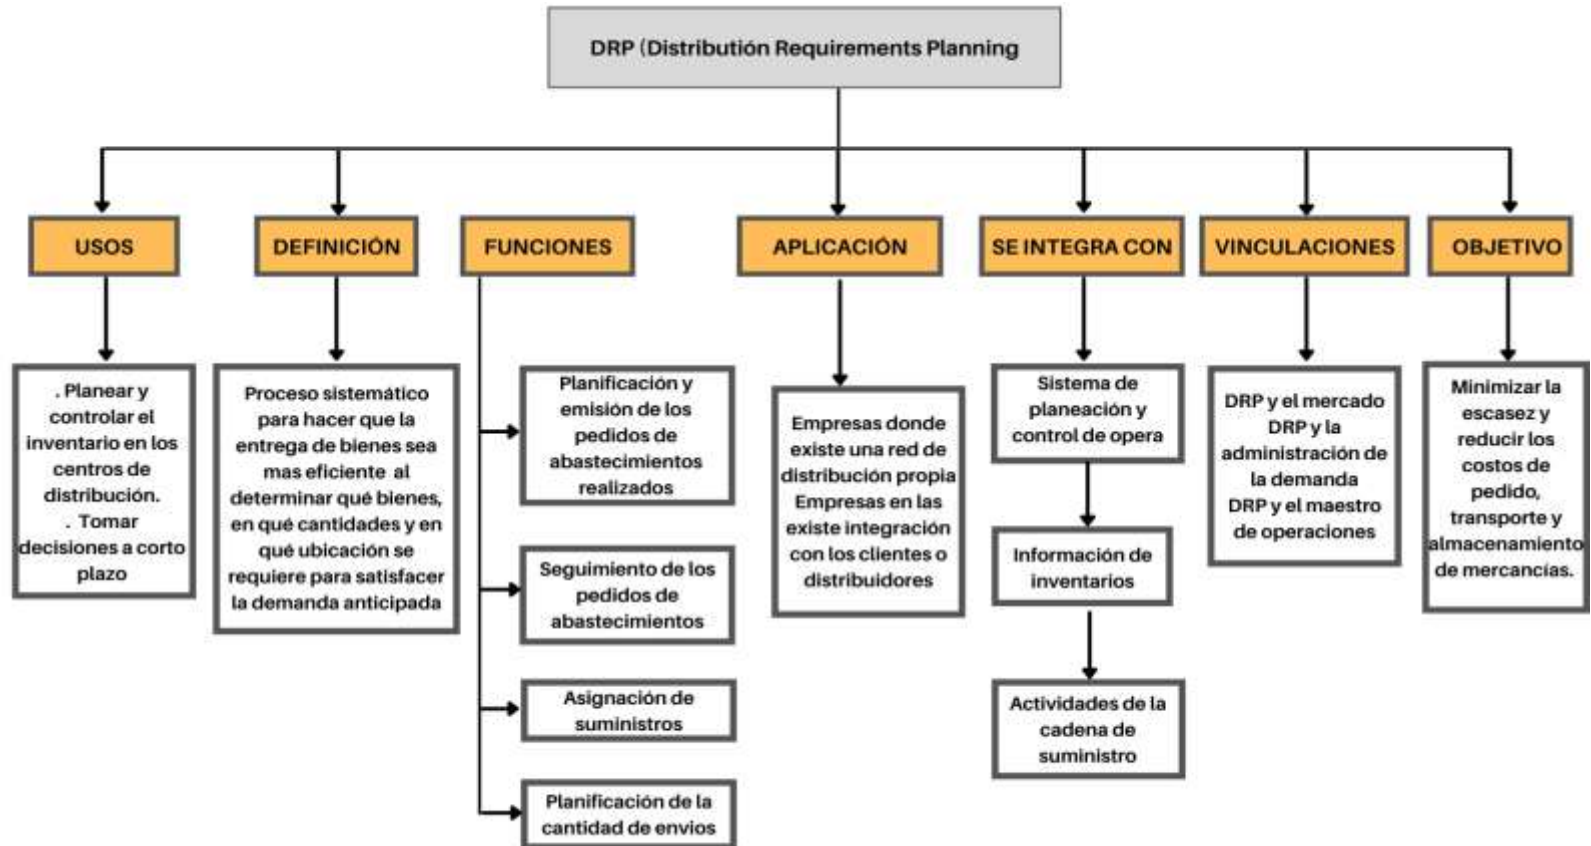 DRP (Distributión Requirements Planning
USOS
DEFINICIÓN
FUNCIONES
APLICACIÓN
SE INTEGRA CON
VINCULACIONES
OBJETIVO
. Planear y
controlar el
inventario en los
centros de
distribución.
. Tomar
decisiones a corto
plazo
Proceso sistemático
para hacer que la
entrega de bienes sea
mas eficiente al
determinar qué bienes,
en qué cantidades y en
qué ubicación se
requiere para satisfacer
la demanda anticipada
Planificación y
emisión de los
pedidos de
abastecimientos
realizados
Seguimiento de los
pedidos de
abastecimientos
Asignación de
suministros
Planificación de la
cantidad de envios
Empresas donde
existe una red de
distribución propia
Empresas en las
existe integración
con los clientes o
distribuidores
Sistema de
planeación y
control de opera
Información de
inventarios
Actividades de la
cadena de
suministro
DRP y el mercado
DRP y la
administración de
la demanda
DRP y el maestro
de operaciones
Minimizar la
escasez y
reducir los
costos de
pedido,
transporte y
almacenamiento
de mercancías.